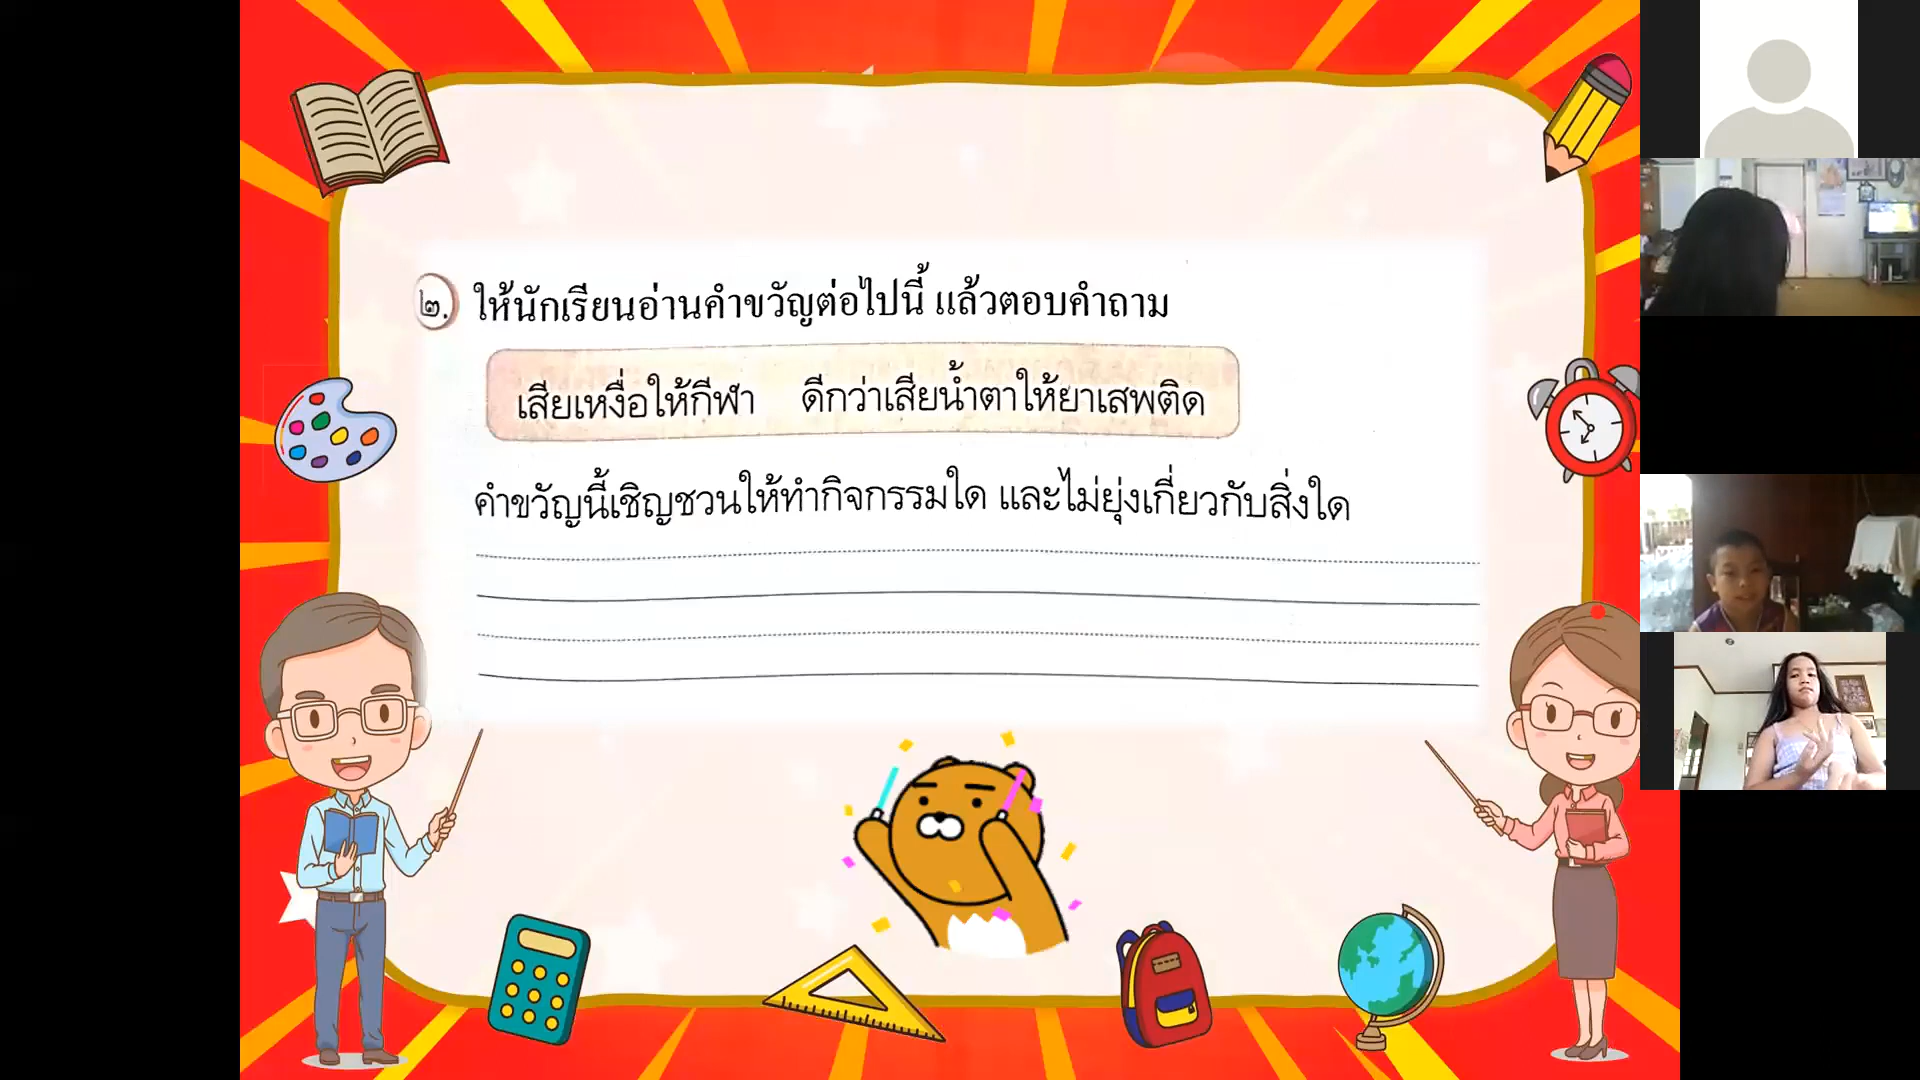 ๒. ให้นักเรียนอ่านคำขวัญต่อไปนี้ แล้วตอบคำถาม
เสียเหงื่อให้กีฬา ดีกว่าเสียน้ำตาให้ยาเสพติด
คำขวัญนี้เชิญชวนให้ทำกิจกรรมใด และไม่ยุ่งเกี่ยวกับสิ่งใด